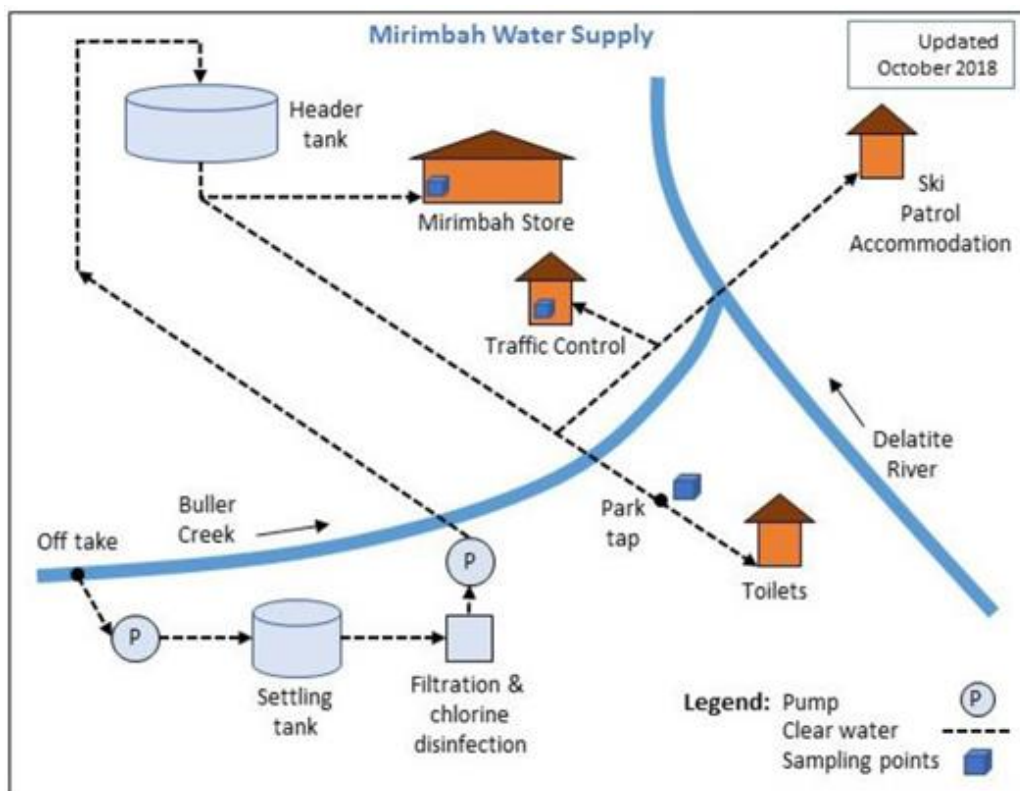 Mirimbah Water Supply
Updated
October 2018
Header
tank
Mirimbah Store
Ski
Patrol
Accommodation
Traffic Control
Delatite
River
Buller
Creek
Off take
Park
tap
P
Toilets
P
Settling
tank
Filtration &
chlorine
disinfection
Legend: Pump
P
Clear water
Sampling points